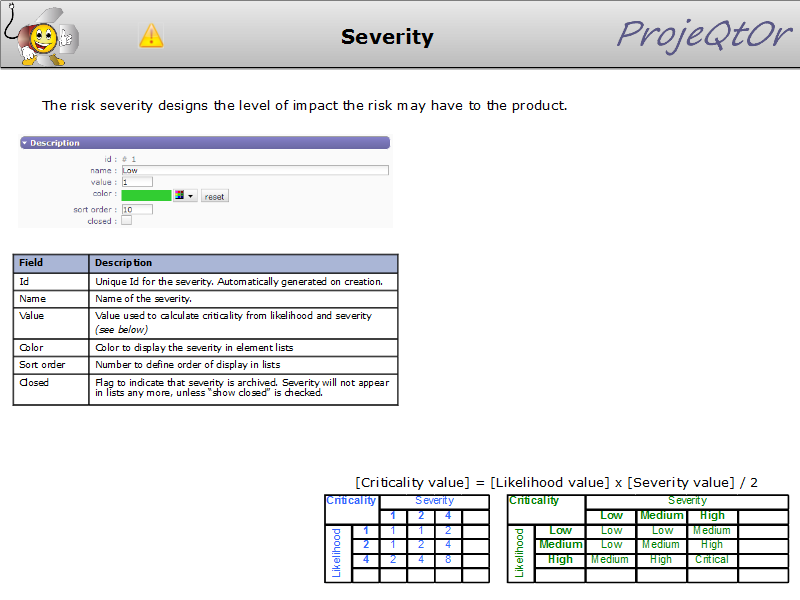 Severity
ProjeQtOr
The risk severity designs the level of impact the risk may have to the product.
Description
id : # 1
name : Low
value : 1
color : reset
sort order : 10
closed :
Field Description
Id Unique Id for the severity. Automatically generated on creation.
Name Name of the severity.
Value Value used to calculate criticality from likelihood and severity
(see below)
Color Color to display the severity in element lists
Sort order Number to define order of display in lists
Closed Flag to indicate that severity is archived. Severity will not appear
in lists any more, unless “show closed” is checked.
[Criticality value] = [Likelihood value] x [Severity value] / 2
Criticality Severity
1 2 4
Likelihood
1 1 1 2
2 1 2 4
4 2 4 8
Criticality Severity
Low Medium High
Likelihood
Low Low Low Medium
Medium Low Medium High
High Medium High Critical